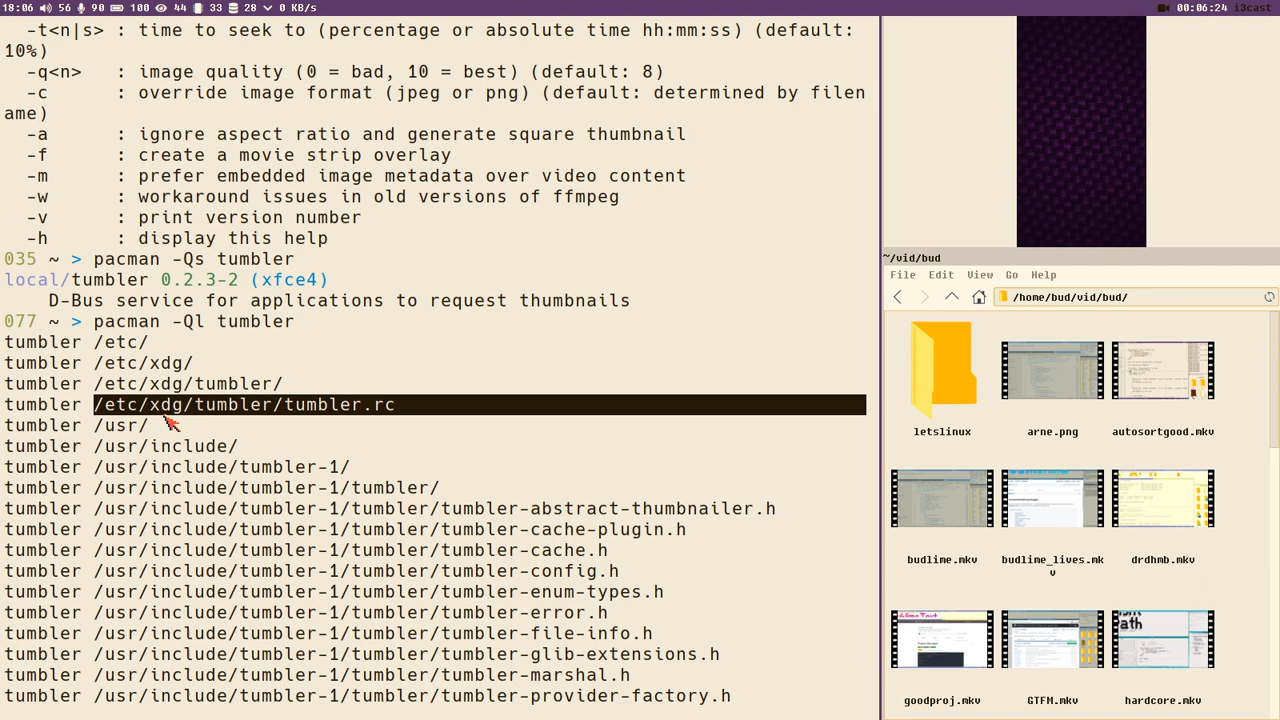 18:06 56 90 100 44 33 28 0 KB/s
00:06:24 i3cast
-t<n|s> : time to seek to (percentage or absolute time hh:mm:ss) (default:
10%)
-q<n> : image quality (0 = bad, 10 = best) (default: 8)
-c : override image format (jpeg or png) (default: determined by filen
ame)
-a : ignore aspect ratio and generate square thumbnail
-f : create a movie strip overlay
-m : prefer embedded image metadata over video content
-w : workaround issues in old versions of ffmpeg
-v : print version number
-h : display this help
035 ~ > pacman -Qs tumbler
local/tumbler 0.2.3-2 (xfce4)
D-Bus service for applications to request thumbnails
077 ~ > pacman -Ql tumbler
tumbler /etc/
tumbler /etc/xdg/
tumbler /etc/xdg/tumbler/
tumbler /etc/xdg/tumbler/tumbler.rc
tumbler /usr/
tumbler /usr/include/
tumbler /usr/include/tumbler-1/
tumbler /usr/include/tumbler-1/tumbler/
tumbler /usr/include/tumbler-1/tumbler/tumbler-abstract-thumbnailer.h
tumbler /usr/include/tumbler-1/tumbler/tumbler-cache-plugin.h
tumbler /usr/include/tumbler-1/tumbler/tumbler-cache.h
tumbler /usr/include/tumbler-1/tumbler/tumbler-config.h
tumbler /usr/include/tumbler-1/tumbler/tumbler-enum-types.h
tumbler /usr/include/tumbler-1/tumbler/tumbler-error.h
tumbler /usr/include/tumbler-1/tumbler/tumbler-file-info.h
tumbler /usr/include/tumbler-1/tumbler/tumbler-glib-extensions.h
tumbler /usr/include/tumbler-1/tumbler/tumbler-marshal.h
tumbler /usr/include/tumbler-1/tumbler/tumbler-provider-factory.h
~/vid/bud
File Edit View Go Help
/home/bud/vid/bud/
letslinux arne.png autosortgood.mkv
budlime.mkv budlime_lives.mk drdhmb.mkv
v
goodproj.mkv GTFM.mkv hardcore.mkv